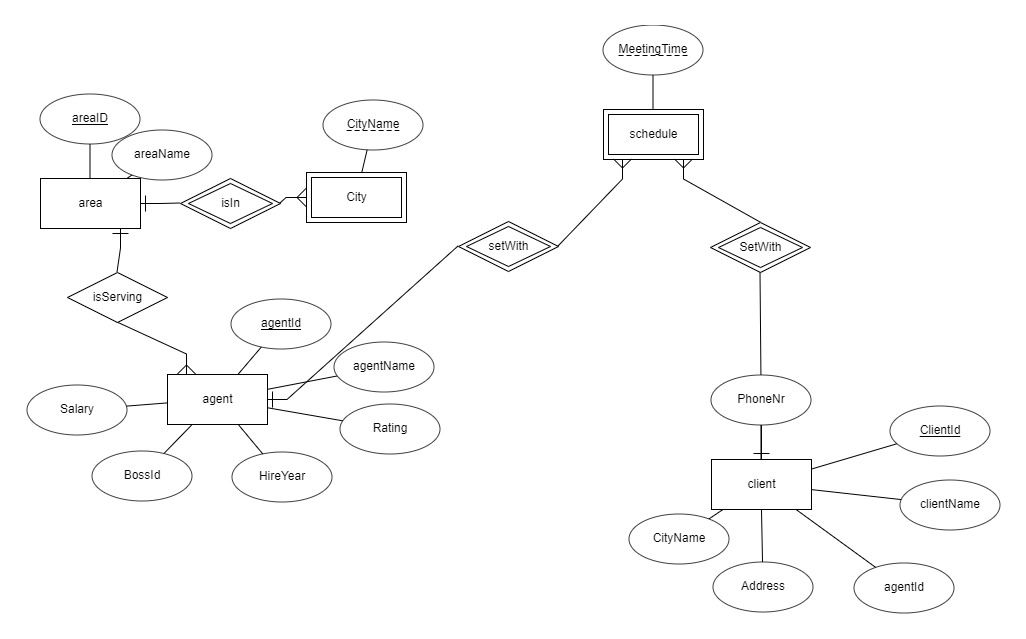 MeetingTime
areaID
CityName
schedule
areaName
area
isIn
City
setWith
SetWith
isServing
agentId
agentName
agent
PhoneNr
Salary
Rating
ClientId
BossId
HireYear
client
clientName
CityName
Address
agentId